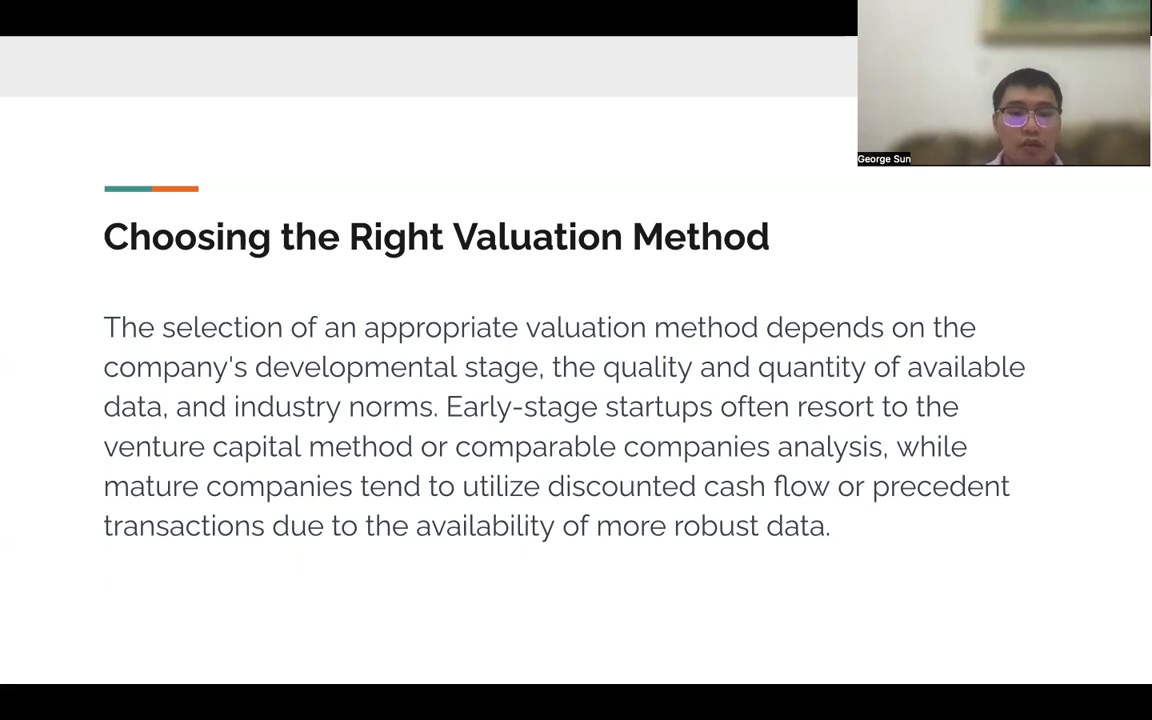 George Sun
Choosing the Right Valuation Method
The selection of an appropriate valuation method depends on the
company's developmental stage, the quality and quantity of available
data, and industry norms. Early-stage startups often resort to the
venture capital method or comparable companies analysis, while
mature companies tend to utilize discounted cash flow or precedent
transactions due to the availability of more robust data.